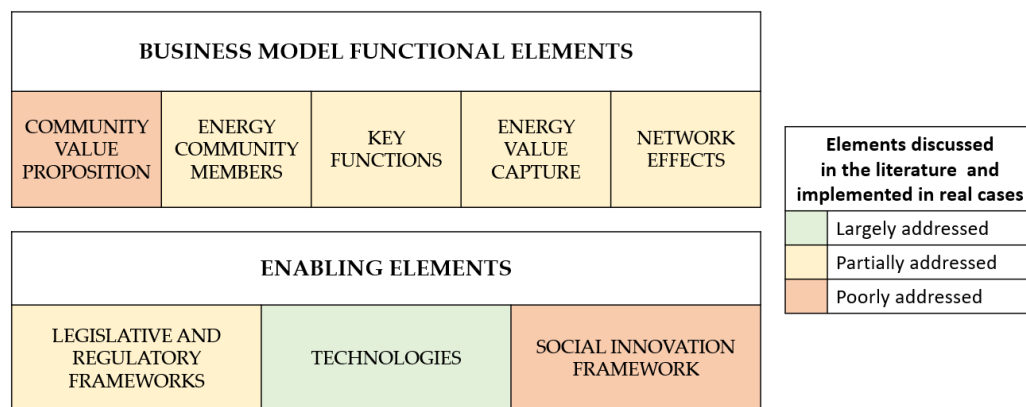 BUSINESS MODEL FUNCTIONAL ELEMENTS
COMMUNITY
VALUE
PROPOSITION
ENERGY
COMMUNITY
MEMBERS
KEY
FUNCTIONS
ENERGY
VALUE
CAPTURE
NETWORK
EFFECTS
ENABLING ELEMENTS
LEGISLATIVE AND
REGULATORY
FRAMEWORKS
TECHNOLOGIES
SOCIAL INNOVATION
FRAMEWORK
Elements discussed
in the literature and
implemented in real cases
Largely addressed
Partially addressed
Poorly addressed